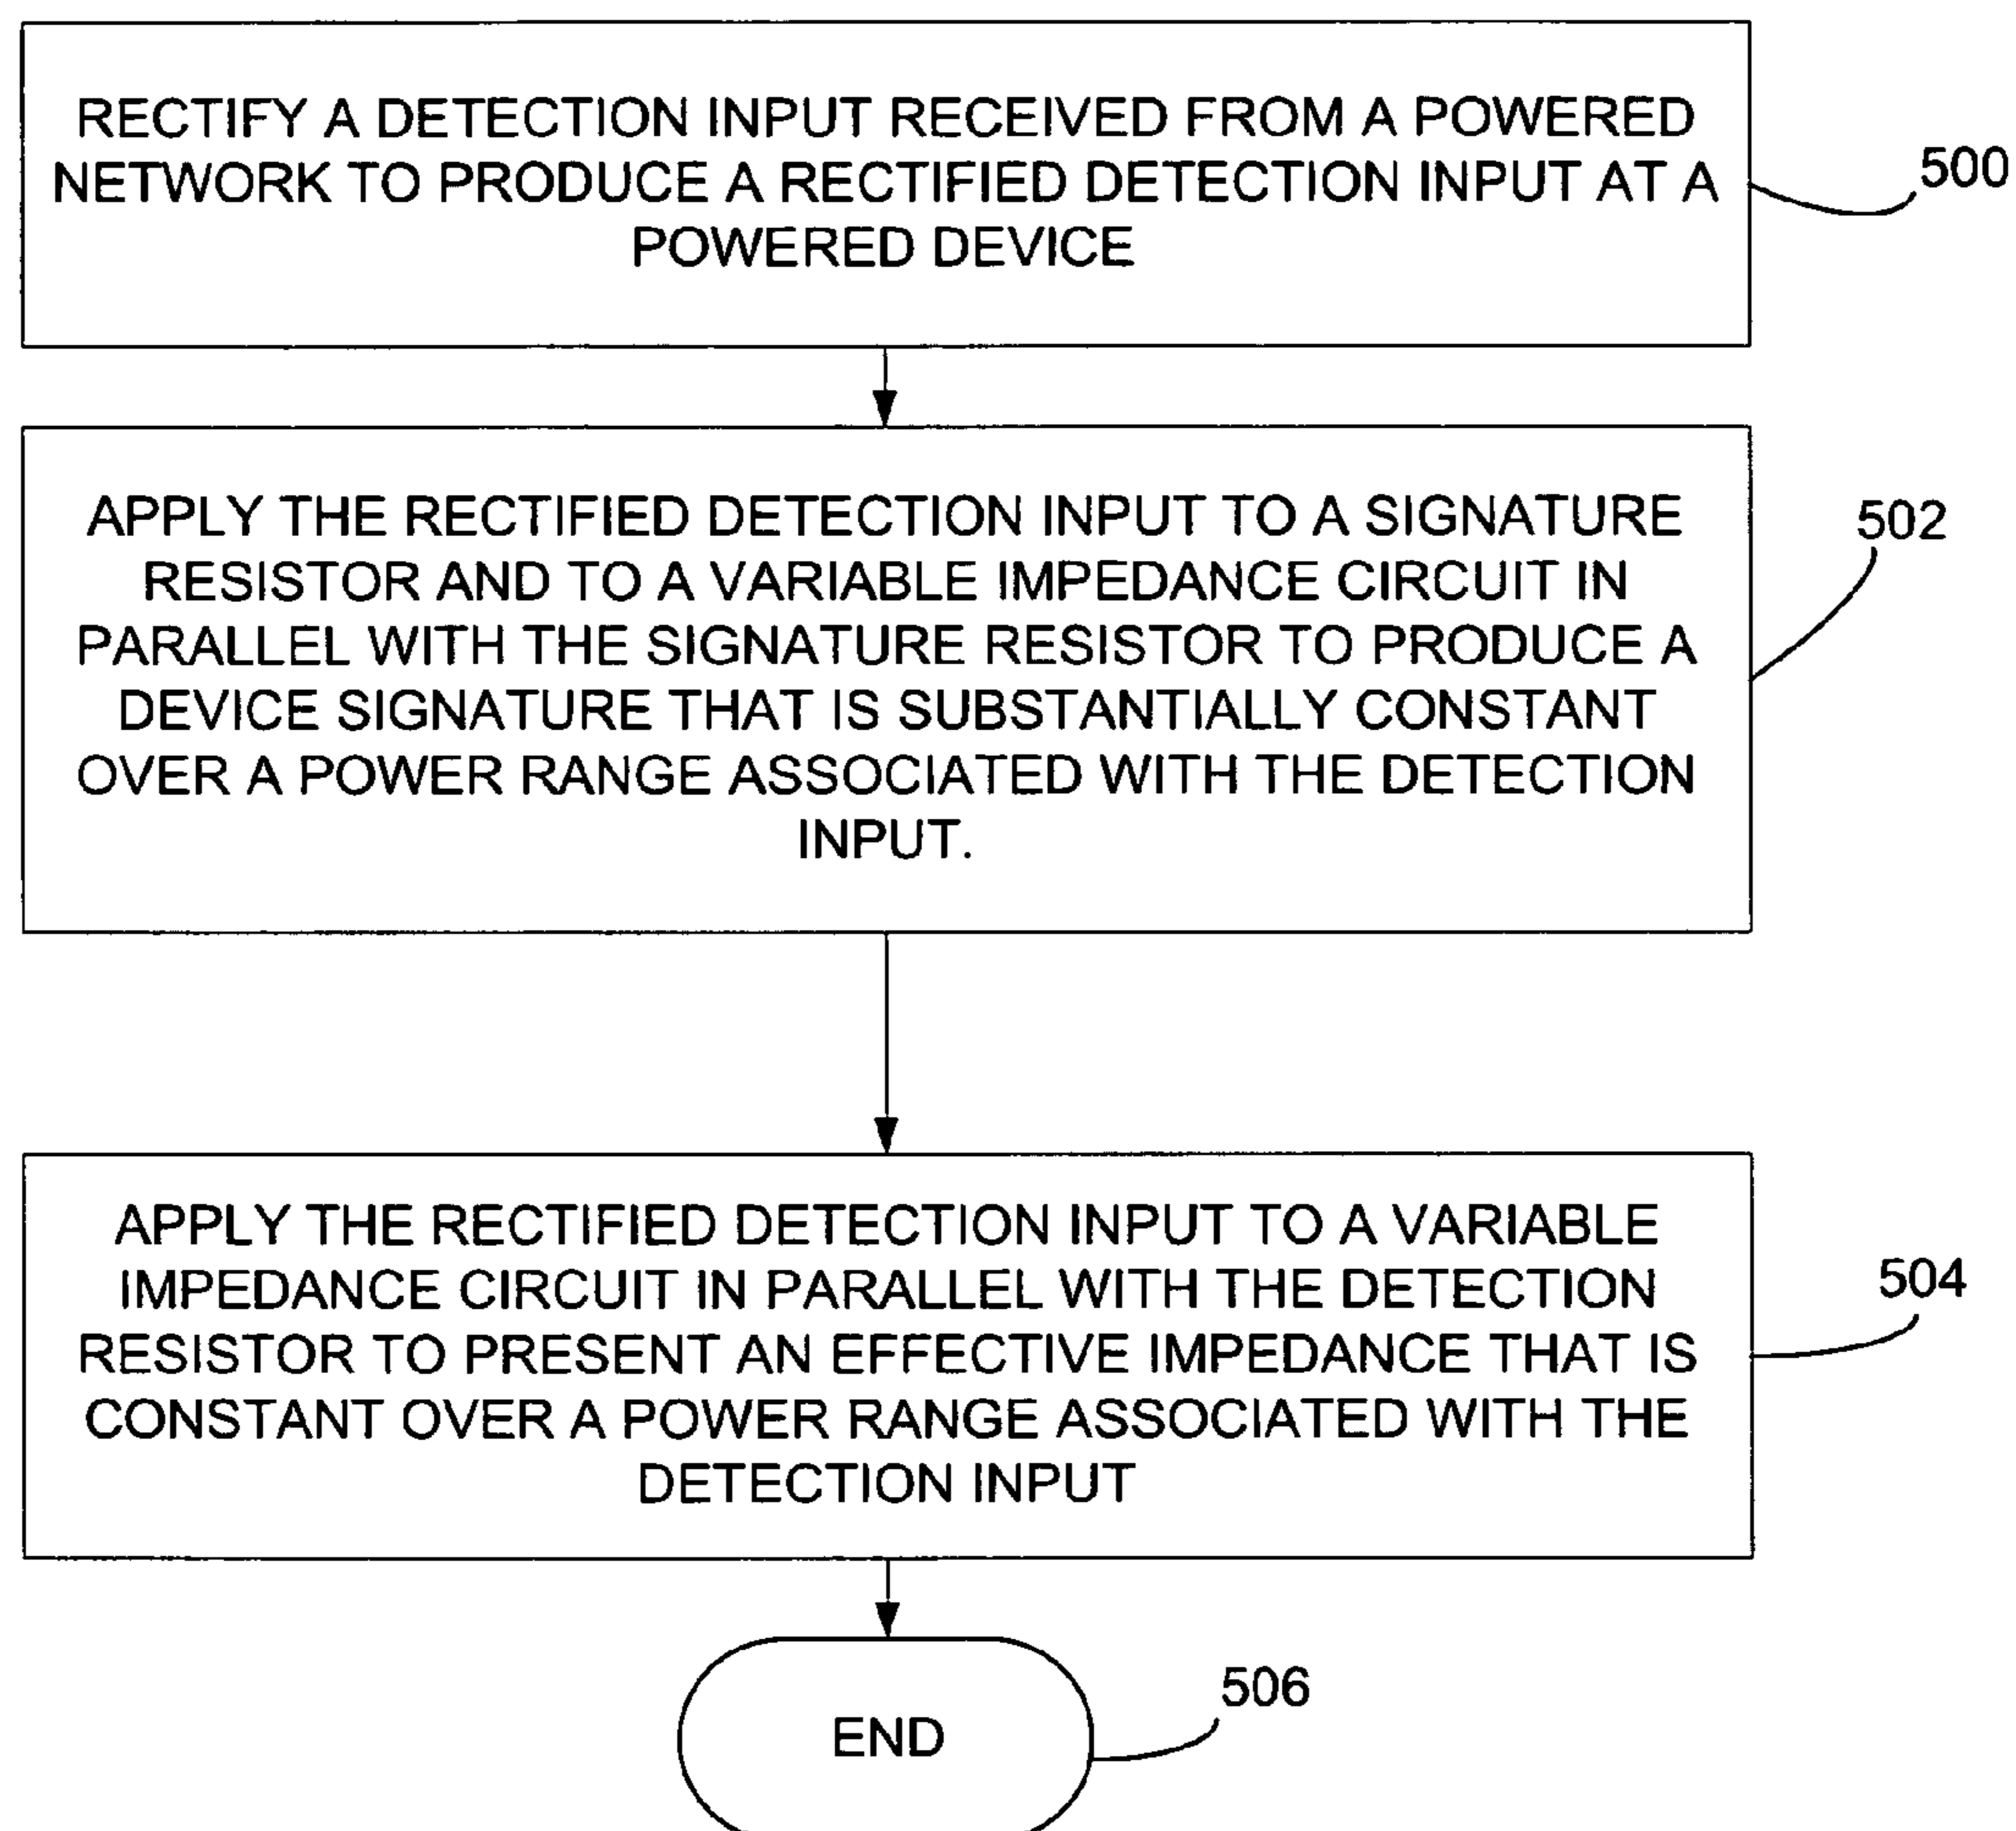 RECTIFY A DETECTION INPUT RECEIVED FROM A POWERED
NETWORK TO PRODUCE A RECTIFIED DETECTION INPUT AT A
POWERED DEVICE
500
APPLY THE RECTIFIED DETECTION INPUT TO A SIGNATURE
RESISTOR AND TO A VARIABLE IMPEDANCE CIRCUIT IN
PARALLEL WITH THE SIGNATURE RESISTOR TO PRODUCE A
DEVICE SIGNATURE THAT IS SUBSTANTIALLY CONSTANT
OVER A POWER RANGE ASSOCIATED WITH THE DETECTION
INPUT.
502
APPLY THE RECTIFIED DETECTION INPUT TO A VARIABLE
IMPEDANCE CIRCUIT IN PARALLEL WITH THE DETECTION
RESISTOR TO PRESENT AN EFFECTIVE IMPEDANCE THAT IS
CONSTANT OVER A POWER RANGE ASSOCIATED WITH THE
DETECTION INPUT
504
END
506